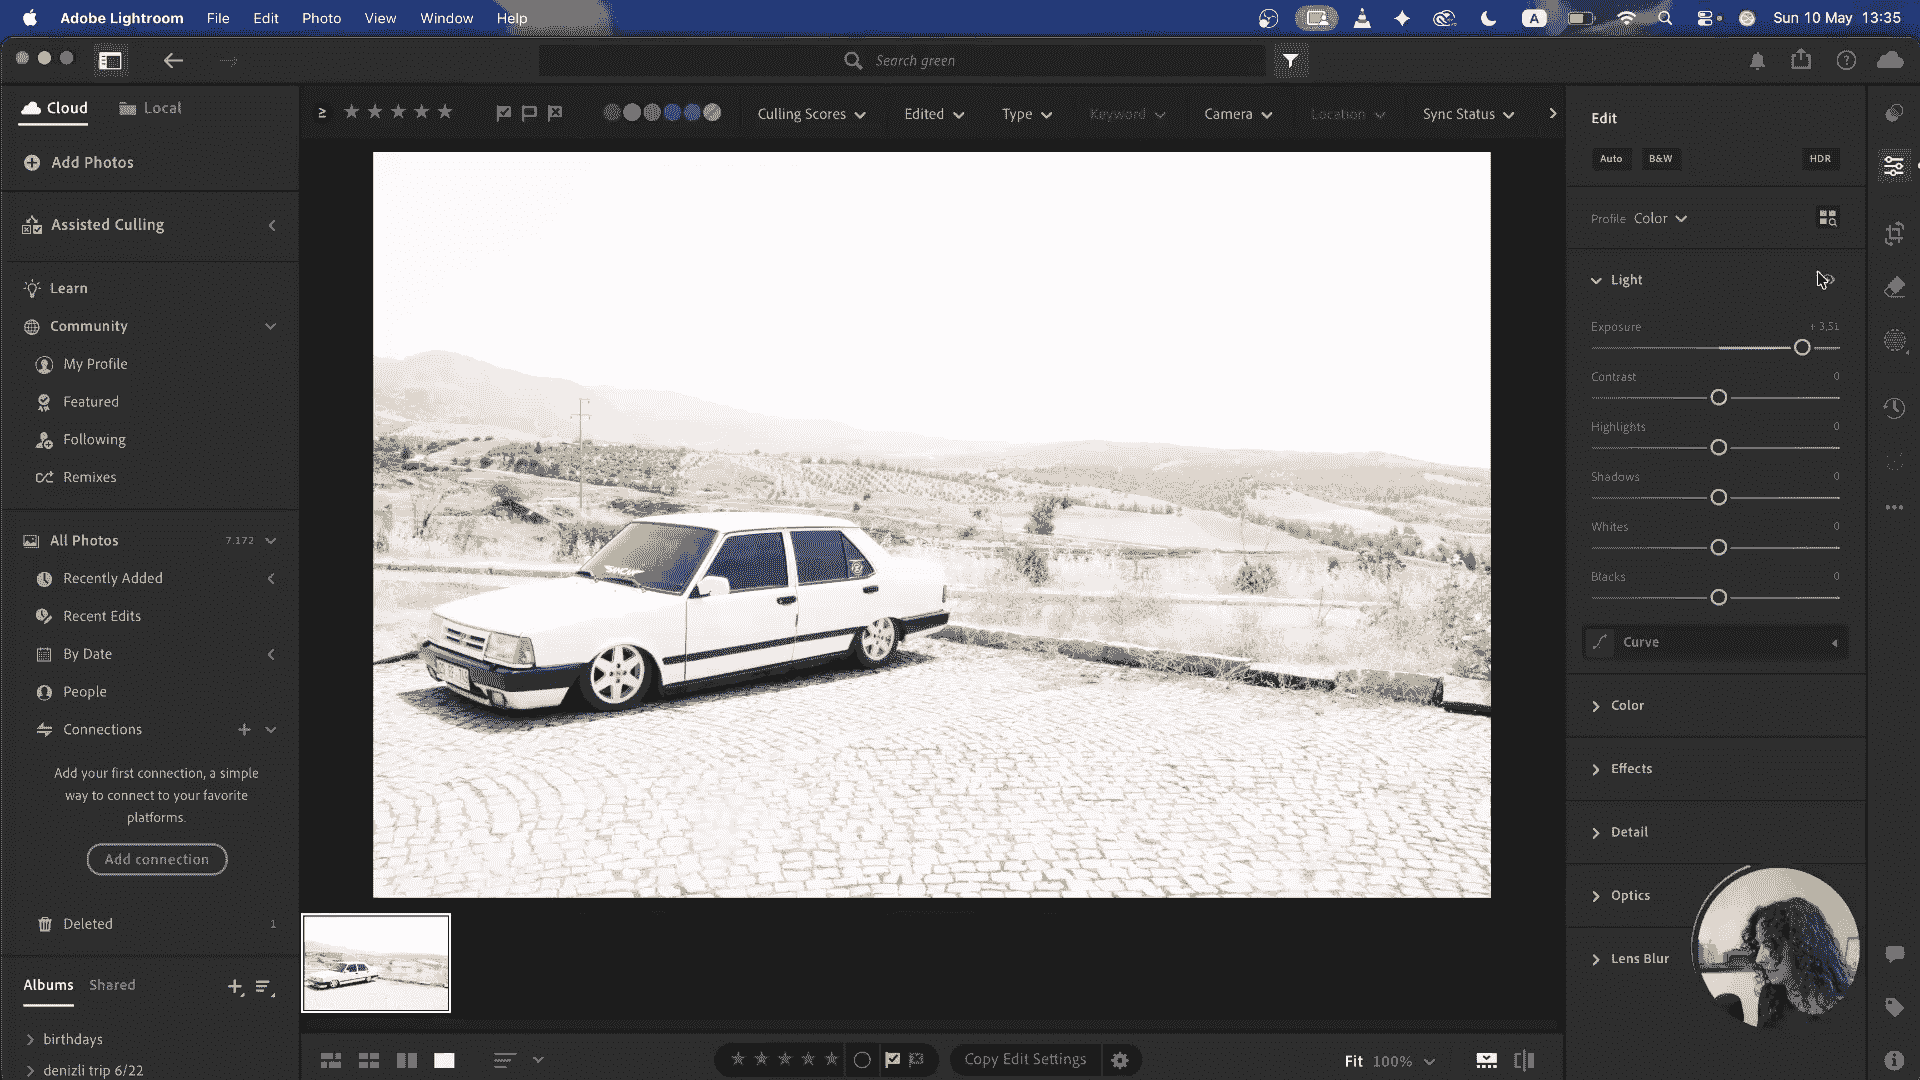 Adobe Lightroom File Edit Photo View Window Help A Sun 10 May 13:35
Search green
Cloud Local
≥ Culling Scores Edited Type Keyword Camera Location Sync Status
Add Photos
Assisted Culling
Learn
Community
My Profile
Featured
Following
Remixes
All Photos 7.172
Recently Added
Recent Edits
By Date
People
Connections
Add your first connection, a simple
way to connect to your favorite
platforms.
Add connection
Deleted 1
Albums Shared
birthdays
denizli trip 6/22
Copy Edit Settings
Fit 100%
Edit
Auto B&W HDR
Profile Color
Light
Exposure + 3,51
Contrast 0
Highlights 0
Shadows 0
Whites 0
Blacks 0
Curve
Color
Effects
Detail
Optics
Lens Blur